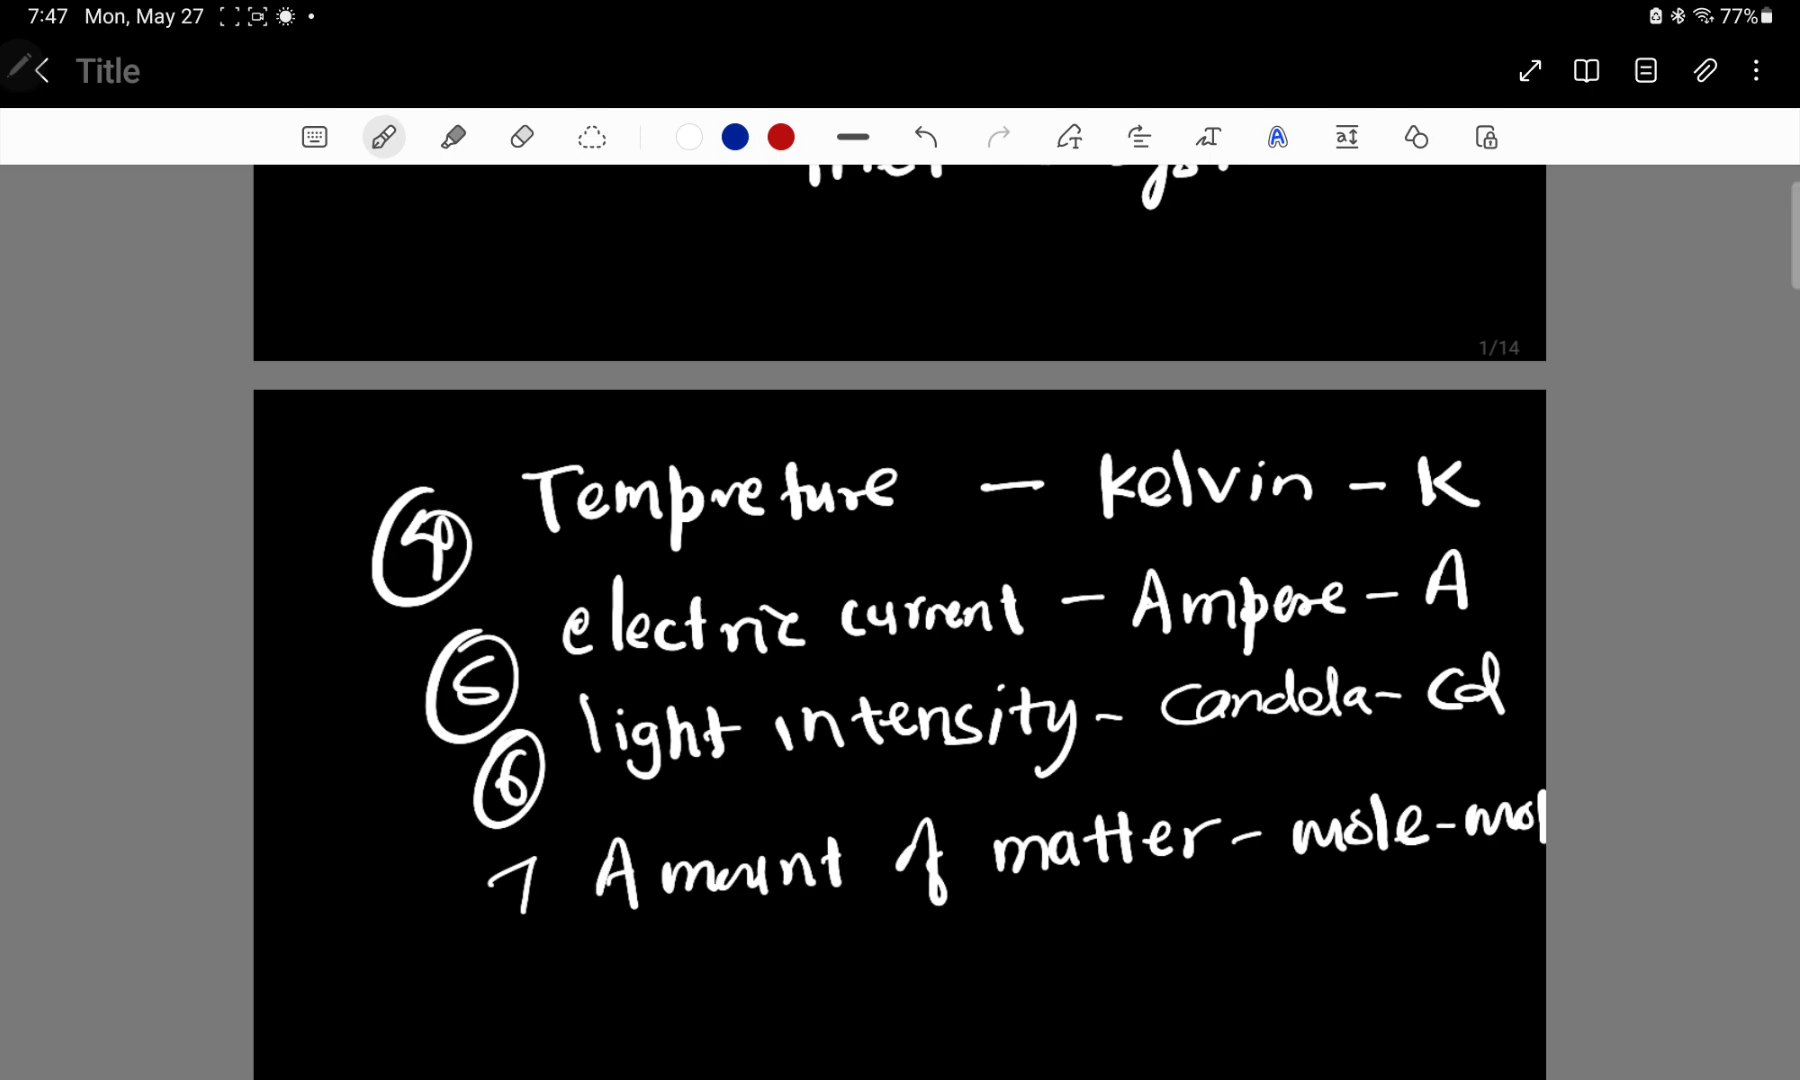 7:47 Mon, May 27 77%
Title
1/14
④ Tempreture - Kelvin - K
⑤ electric current - Ampere - A
⑥ light intensity - Candela - Cd
7 Amount of matter - mole - mol